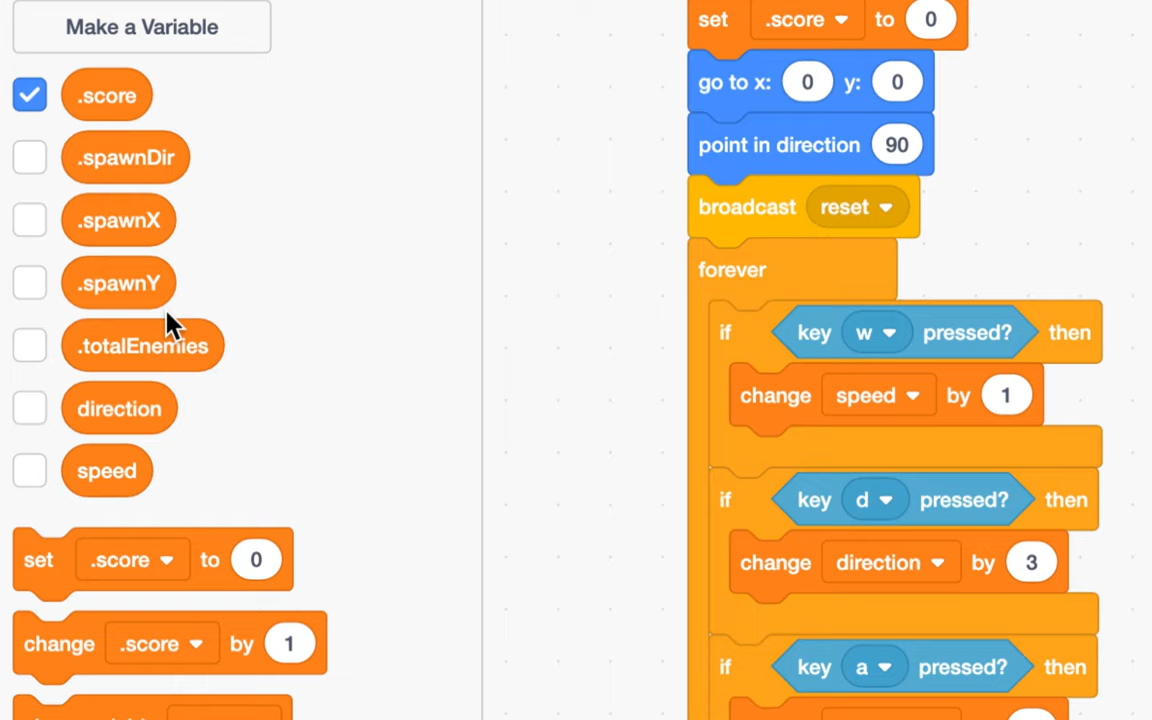 Make a Variable
.score
.spawnDir
.spawnX
.spawnY
.totalEnemies
direction
speed
set .score to 0
change .score by 1
set .score to 0
go to x: 0 y: 0
point in direction 90
broadcast reset
forever
if key w pressed? then
change speed by 1
if key d pressed? then
change direction by 3
if key a pressed? then